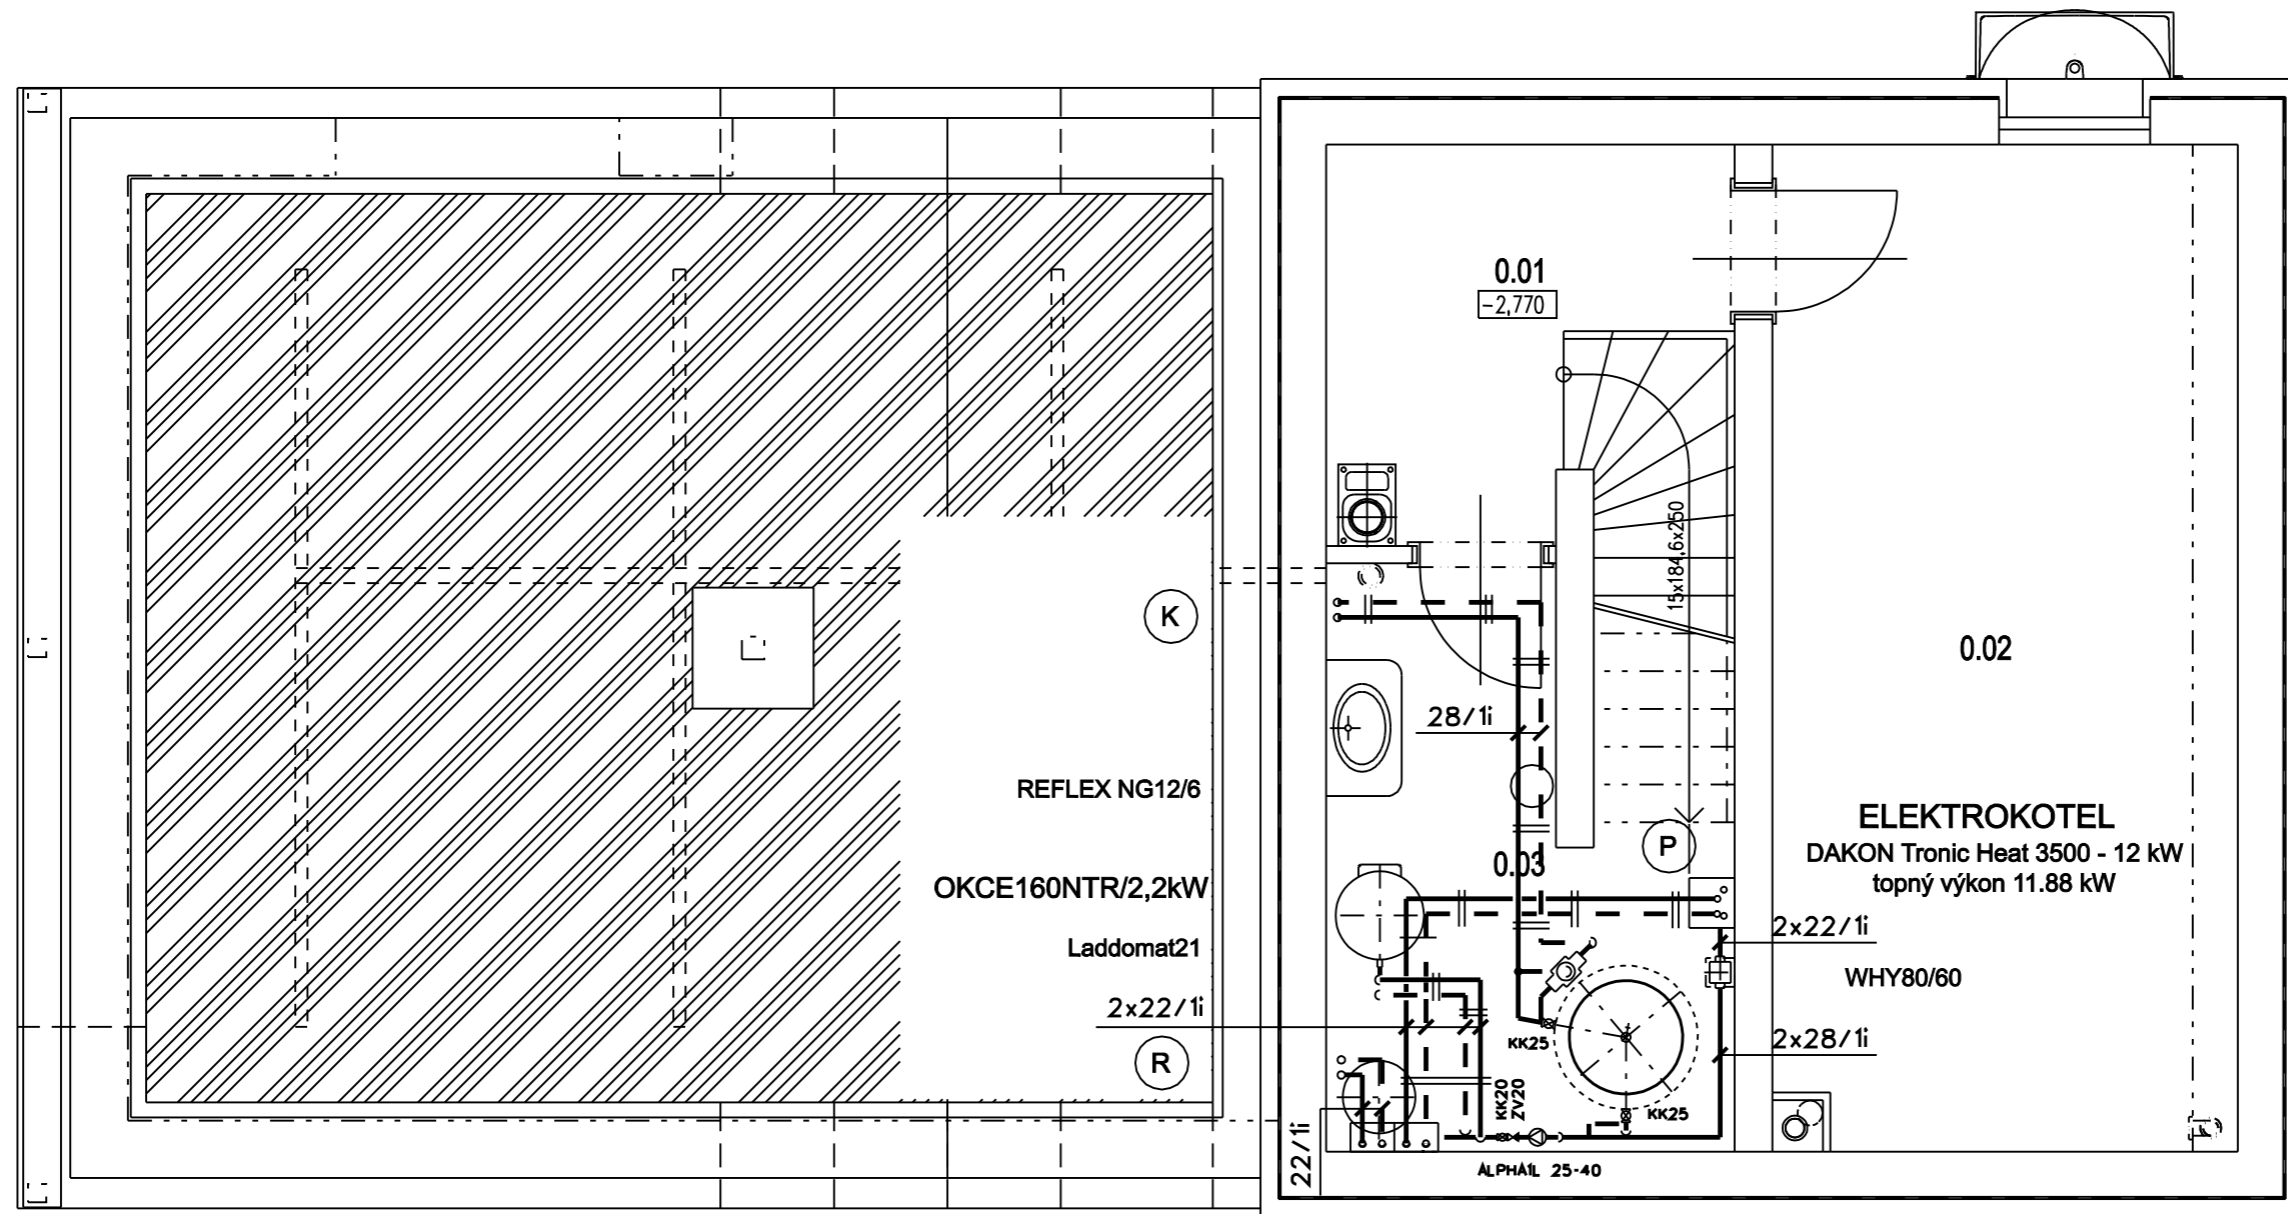 0.01
-2,770
15x184,6x250
K
0.02
28/1i
REFLEX NG12/6
ELEKTROKOTEL
P
DAKON Tronic Heat 3500 - 12 kW
0.03
topný výkon 11.88 kW
OKCE160NTR/2,2kW
2x22/1i
Laddomat21
WHY80/60
2x22/1i
KK25
2x28/1i
R
KK20
ZV20
KK25
22/1i
ALPHA1L 25-40